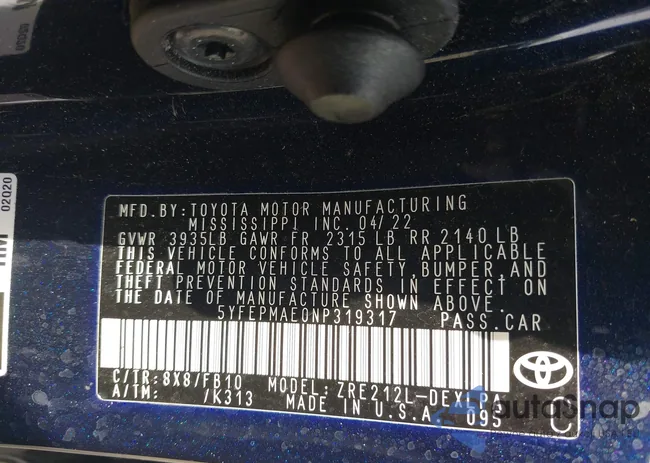 02020
MFD.BY:TOYOTA MOTOR MANUFACTURING
MISSISSIPPI INC. 04/22
GVWR 3935LB GAWR FR 2315 LB RR 2140 LB
THIS VEHICLE CONFORMS TO ALL APPLICABLE
FEDERAL MOTOR VEHICLE SAFETY,BUMPER,AND
THEFT PREVENTION STANDARDS IN EFFECT ON
THE DATE OF MANUFACTURE SHOWN ABOVE.
5YFEPMAE0NP319317 PASS.CAR
C/TR:8X8/FB10 MODEL: ZRE212L-DEXLPA
A/TM: /K313 MADE IN U.S.A. 095
C
AutoSnap